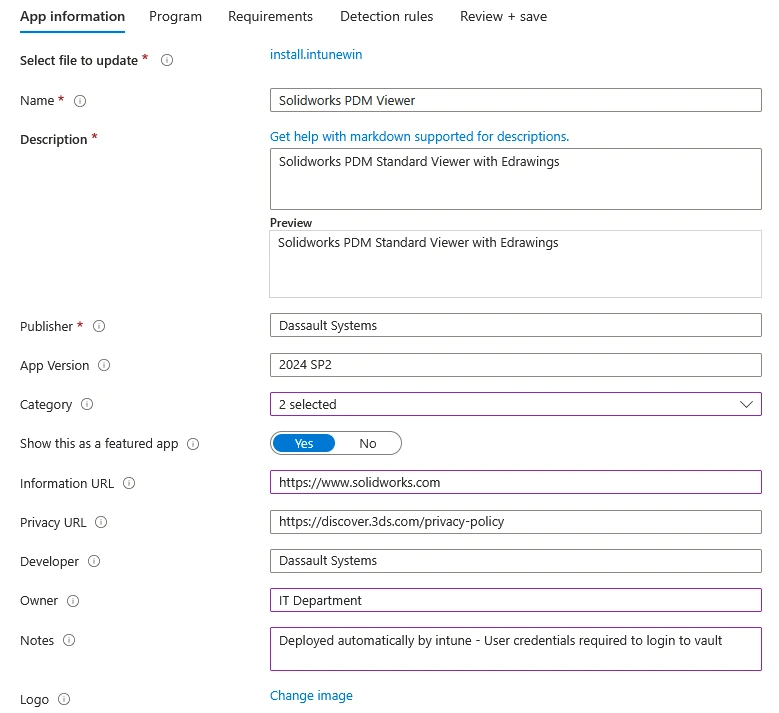 App information Program Requirements Detection rules Review + save
Select file to update * install.intunewin
Name * Solidworks PDM Viewer
Description * Get help with markdown supported for descriptions.
Solidworks PDM Standard Viewer with Edrawings
Preview
Solidworks PDM Standard Viewer with Edrawings
Publisher * Dassault Systems
App Version 2024 SP2
Category 2 selected
Show this as a featured app Yes No
Information URL https://www.solidworks.com
Privacy URL https://discover.3ds.com/privacy-policy
Developer Dassault Systems
Owner IT Department
Notes Deployed automatically by intune - User credentials required to login to vault
Logo Change image